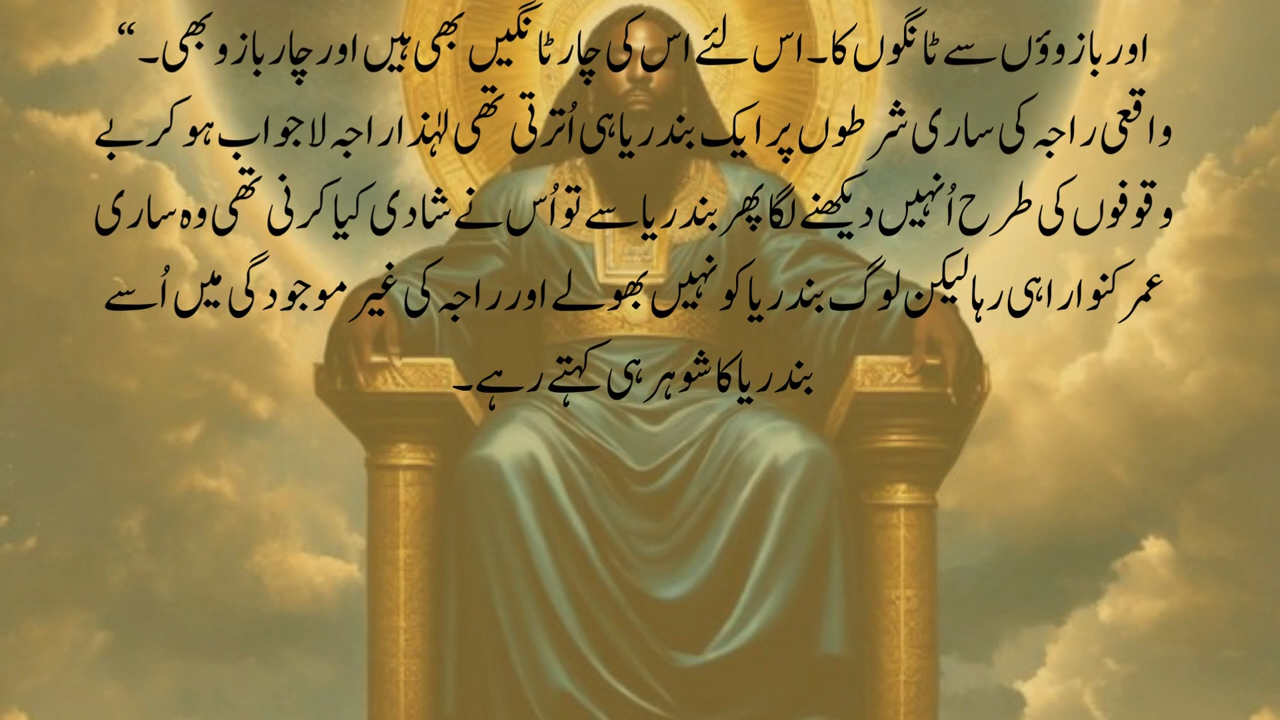 اور بازوؤں سے ٹانگوں کا۔ اس لئے اس کی چار ٹانگیں بھی ہیں اور چار بازو بھی۔“
واقعی راجہ کی ساری شرطوں پر ایک بندریا ہی اُترتی تھی لہٰذا راجہ لاجواب ہو کر بے
وقوفوں کی طرح اُنہیں دیکھنے لگا پھر بندریا سے تو اُس نے شادی کیا کرنی تھی وہ ساری
عمر کنوارا ہی رہا لیکن لوگ بندریا کو نہیں بھولے اور راجہ کی غیر موجودگی میں اُسے
بندریا کا شوہر ہی کہتے رہے۔